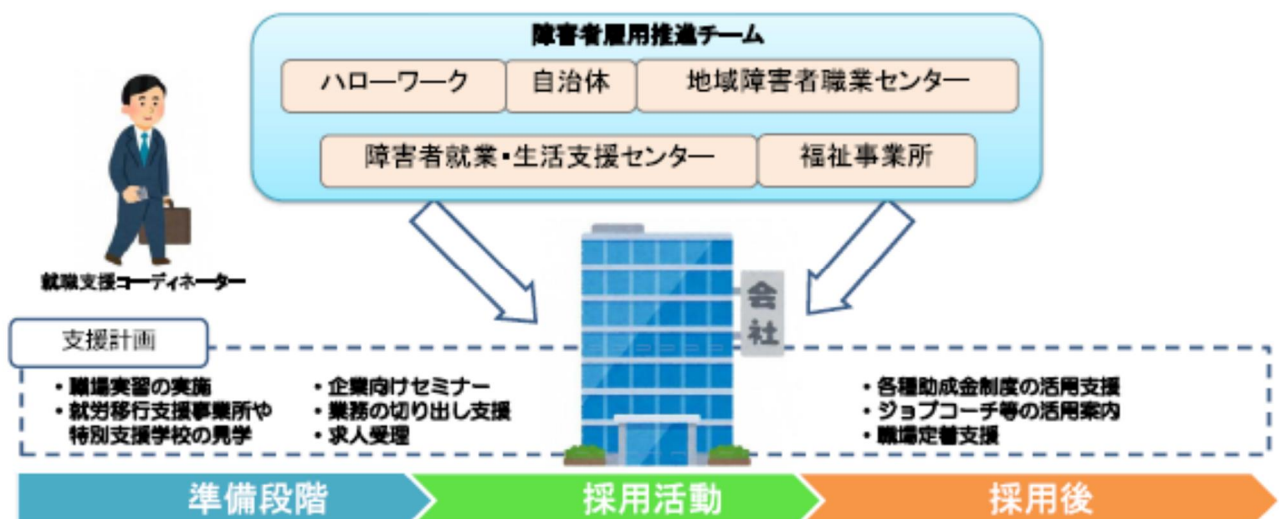 障害者雇用推進チーム
ハローワーク
自治体
地域障害者職業センター
障害者就業・生活支援センター
福祉事業所
就職支援コーディネーター
会社
支援計画
・職場実習の実施
・就労移行支援事業所や
特別支援学校の見学
・企業向けセミナー
・業務の切り出し支援
・求人受理
・各種助成金制度の活用支援
・ジョブコーチ等の活用案内
・職場定着支援
準備段階
採用活動
採用後